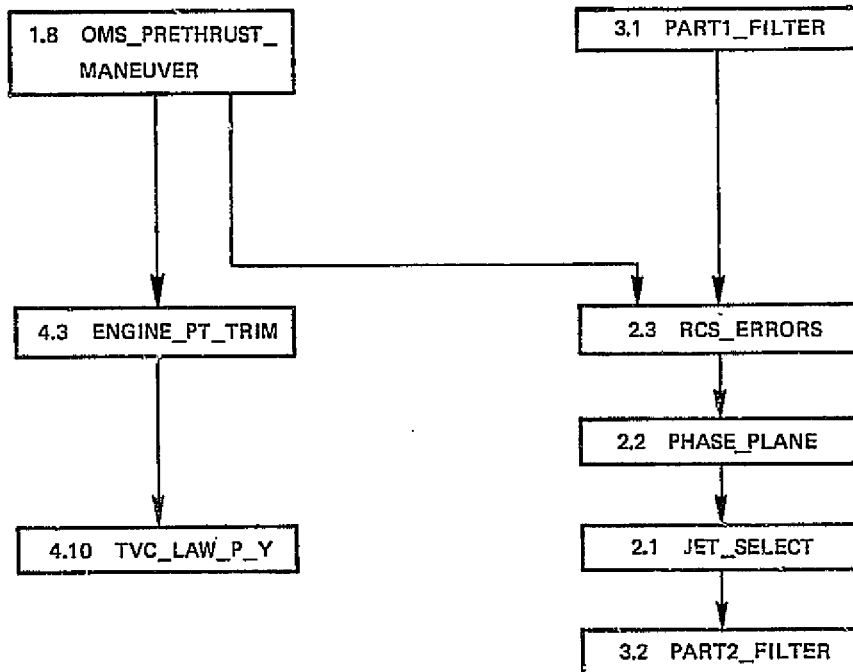 1.8 OMS_PRETHRUST_
MANEUVER
3.1 PART1_FILTER
4.3 ENGINE_PT_TRIM
2.3 RCS_ERRORS
2.2 PHASE_PLANE
4.10 TVC_LAW_P_Y
2.1 JET_SELECT
3.2 PART2_FILTER